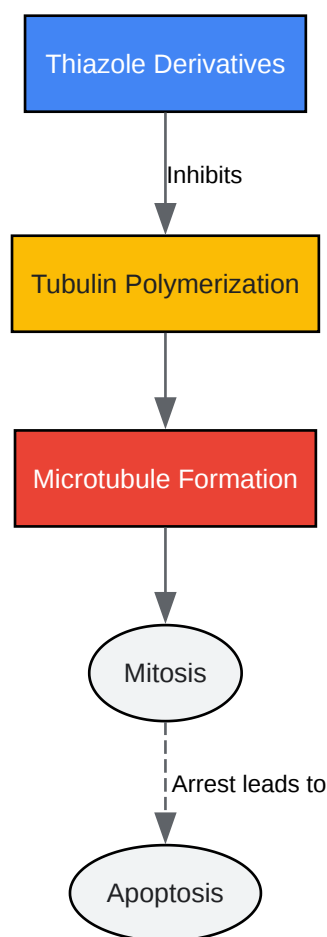 Thiazole Derivatives
Inhibits
Tubulin Polymerization
Microtubule Formation
Mitosis
Arrest leads to
Apoptosis